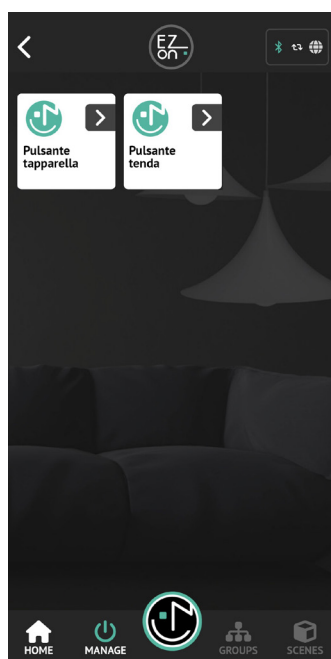 EZ
on
Pulsante
tapparella
Pulsante
tenda
HOME
MANAGE
GROUPS
SCENES